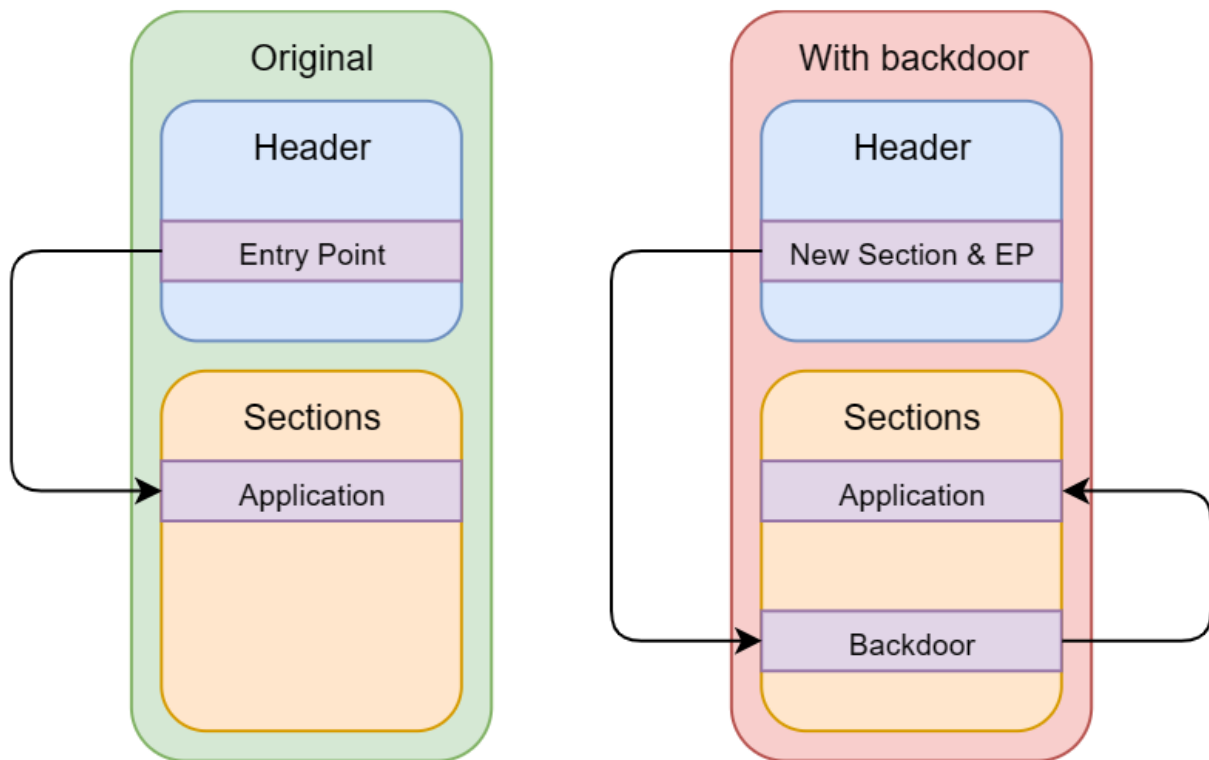 Original
Header
Entry Point
Sections
Application
With backdoor
Header
New Section & EP
Sections
Application
Backdoor